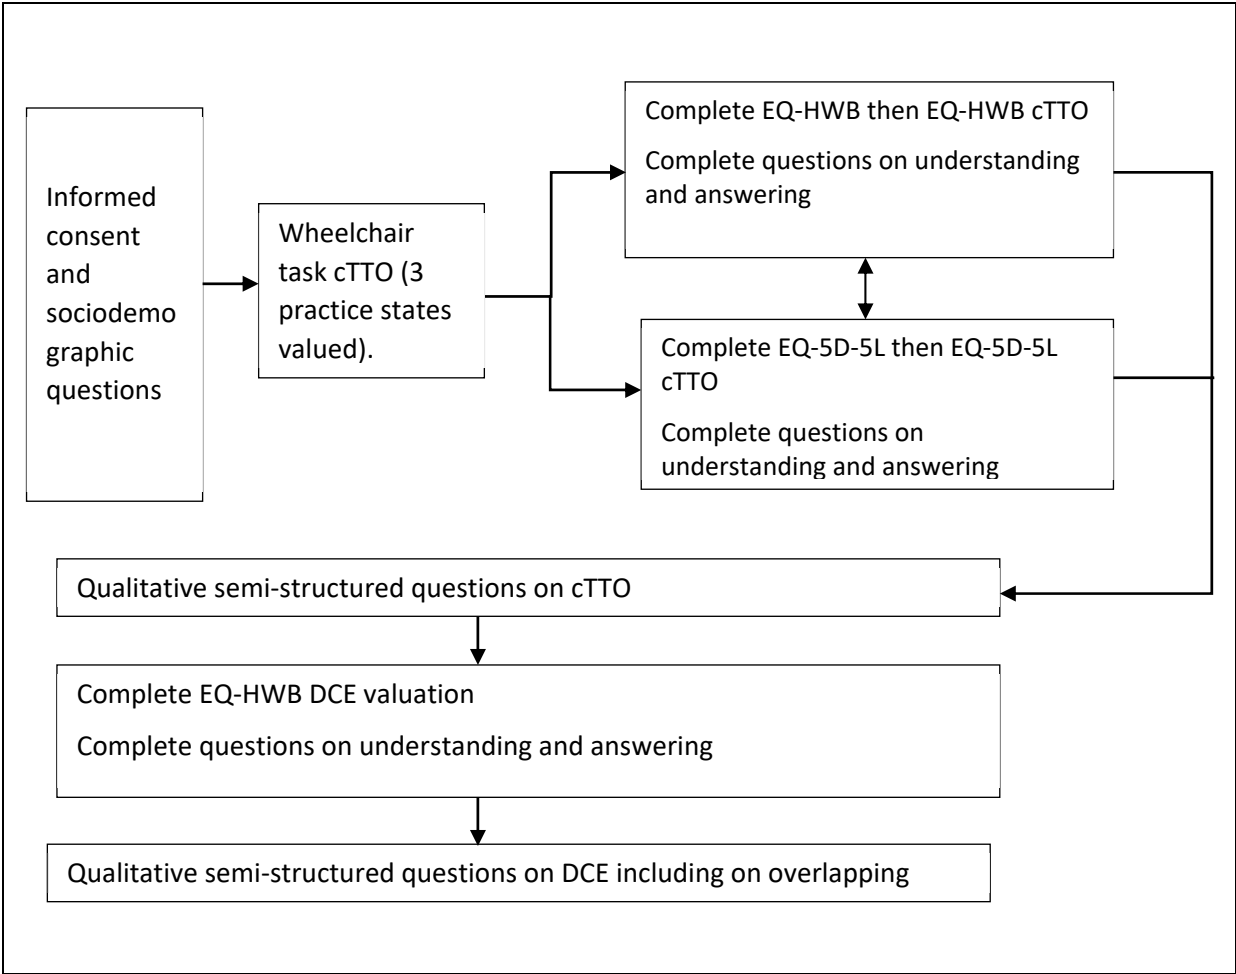 Informed
consent
and
sociodemo
graphic
questions
Wheelchair
task cTTO (3
practice states
valued).
Complete EQ-HWB then EQ-HWB cTTO
Complete questions on understanding
and answering
Complete EQ-5D-5L then EQ-5D-5L
cTTO
Complete questions on
understanding and answering
Qualitative semi-structured questions on cTTO
Complete EQ-HWB DCE valuation
Complete questions on understanding and answering
Qualitative semi-structured questions on DCE including on overlapping